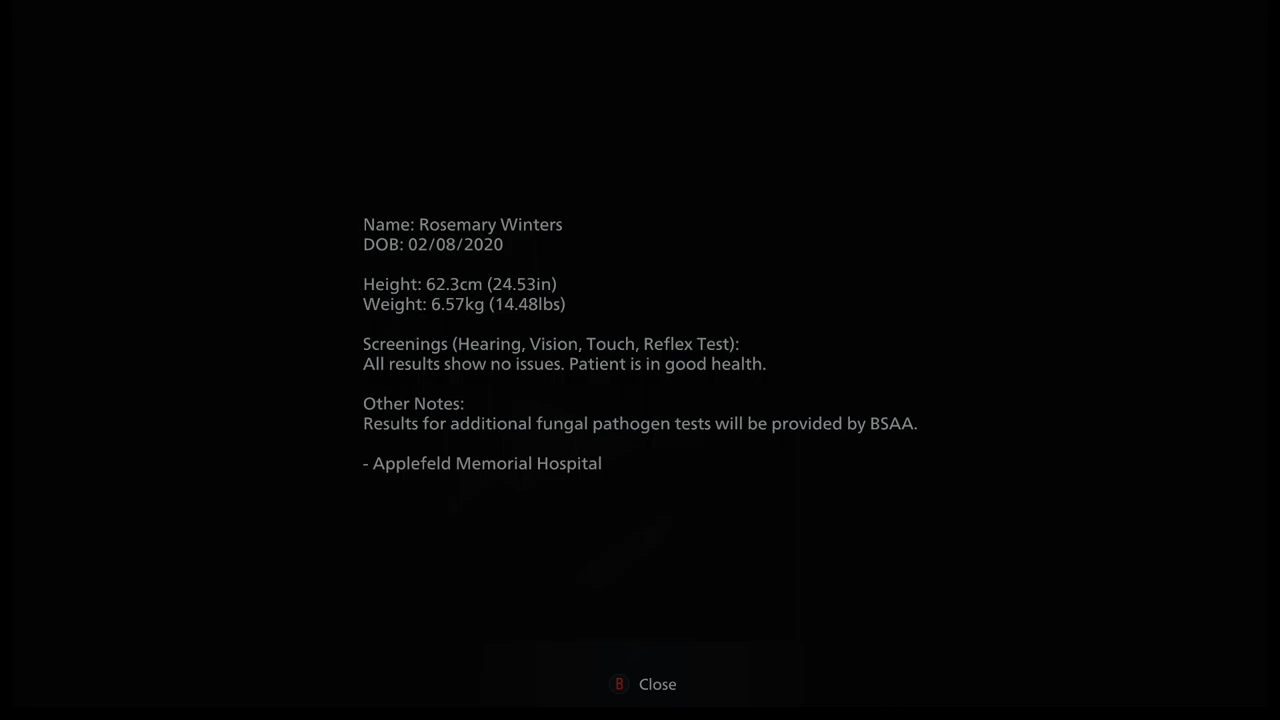 Name: Rosemary Winters
DOB: 02/08/2020
Height: 62.3cm (24.53in)
Weight: 6.57kg (14.48lbs)
Screenings (Hearing, Vision, Touch, Reflex Test):
All results show no issues. Patient is in good health.
Other Notes:
Results for additional fungal pathogen tests will be provided by BSAA.
- Applefeld Memorial Hospital
B Close